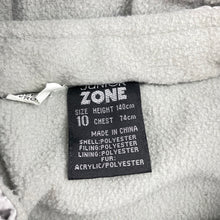 JUNIOR
ZONE
SIZE HEIGHT 140cm
10 CHEST 74cm
MADE IN CHINA
SHELL:POLYESTER
FILING:POLYESTER
LINING:POLYESTER
FUR:
ACRYLIC/POLYESTER